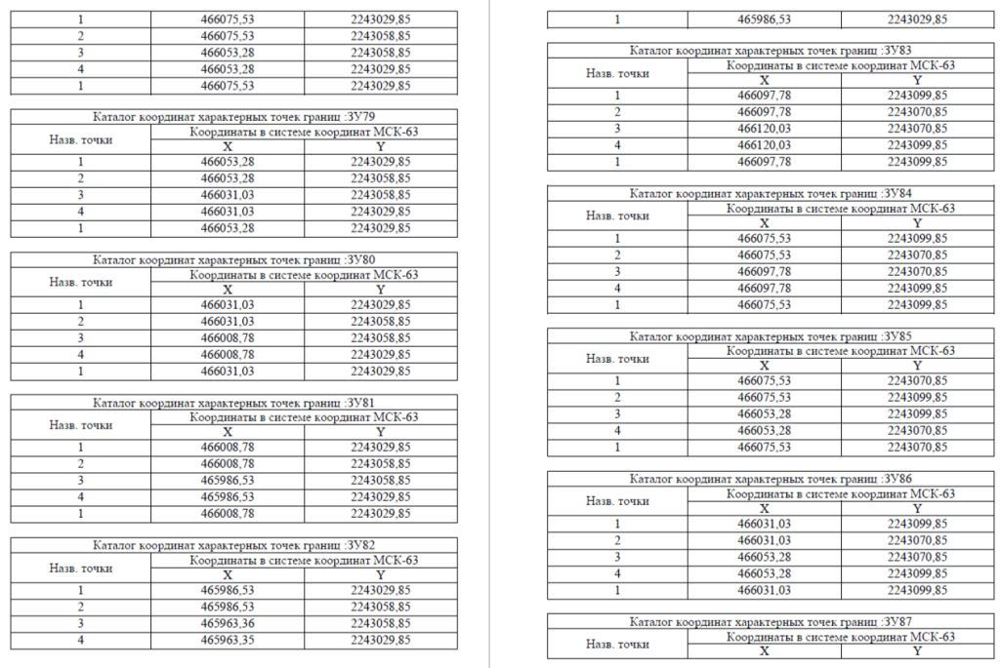 1 466075,53 2243029,85
2 466075,53 2243058,85
3 466053,28 2243058,85
4 466053,28 2243029,85
1 466075,53 2243029,85
Каталог координат характерных точек границ :ЗУ79
Назв. точки
Координаты в системе координат МСК-63
X Y
1 466053,28 2243029,85
2 466053,28 2243058,85
3 466031,03 2243058,85
4 466031,03 2243029,85
1 466053,28 2243029,85
Каталог координат характерных точек границ :ЗУ80
Назв. точки
Координаты в системе координат МСК-63
X Y
1 466031,03 2243029,85
2 466031,03 2243058,85
3 466008,78 2243058,85
4 466008,78 2243029,85
1 466031,03 2243029,85
Каталог координат характерных точек границ :ЗУ81
Назв. точки
Координаты в системе координат МСК-63
X Y
1 466008,78 2243029,85
2 466008,78 2243058,85
3 465986,53 2243058,85
4 465986,53 2243029,85
1 466008,78 2243029,85
Каталог координат характерных точек границ :ЗУ82
Назв. точки
Координаты в системе координат МСК-63
X Y
1 465986,53 2243029,85
2 465986,53 2243058,85
3 465963,36 2243058,85
4 465963,35 2243029,85
1 465986,53 2243029,85
Каталог координат характерных точек границ :ЗУ83
Назв. точки
Координаты в системе координат МСК-63
X Y
1 466097,78 2243099,85
2 466097,78 2243070,85
3 466120,03 2243070,85
4 466120,03 2243099,85
1 466097,78 2243099,85
Каталог координат характерных точек границ :ЗУ84
Назв. точки
Координаты в системе координат МСК-63
X Y
1 466075,53 2243099,85
2 466075,53 2243070,85
3 466097,78 2243070,85
4 466097,78 2243099,85
1 466075,53 2243099,85
Каталог координат характерных точек границ :ЗУ85
Назв. точки
Координаты в системе координат МСК-63
X Y
1 466075,53 2243070,85
2 466075,53 2243099,85
3 466053,28 2243099,85
4 466053,28 2243070,85
1 466075,53 2243070,85
Каталог координат характерных точек границ :ЗУ86
Назв. точки
Координаты в системе координат МСК-63
X Y
1 466031,03 2243099,85
2 466031,03 2243070,85
3 466053,28 2243070,85
4 466053,28 2243099,85
1 466031,03 2243099,85
Каталог координат характерных точек границ :ЗУ87
Назв. точки
Координаты в системе координат МСК-63
X Y